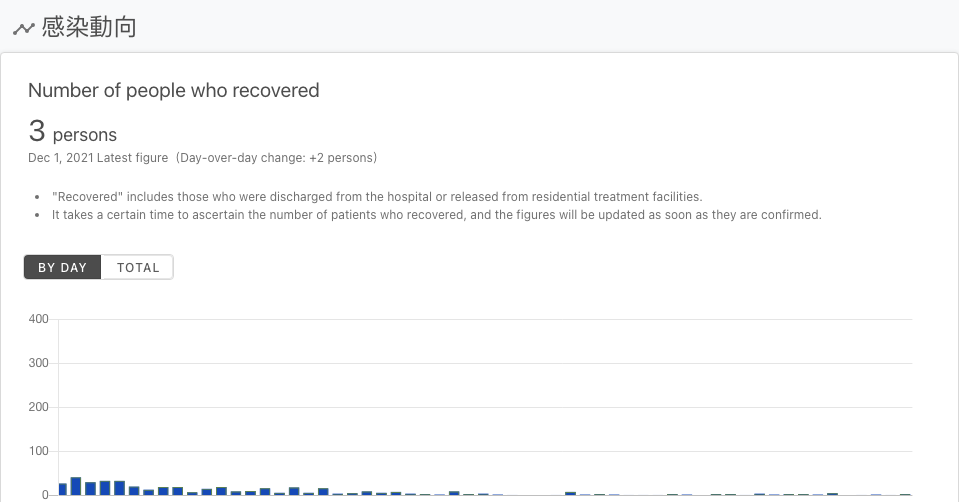 感染動向
Number of people who recovered
3 persons
Dec 1, 2021 Latest figure (Day-over-day change: +2 persons)
• "Recovered" includes those who were discharged from the hospital or released from residential treatment facilities.
• It takes a certain time to ascertain the number of patients who recovered, and the figures will be updated as soon as they are confirmed.
BY DAY TOTAL
400
300
200
100
0